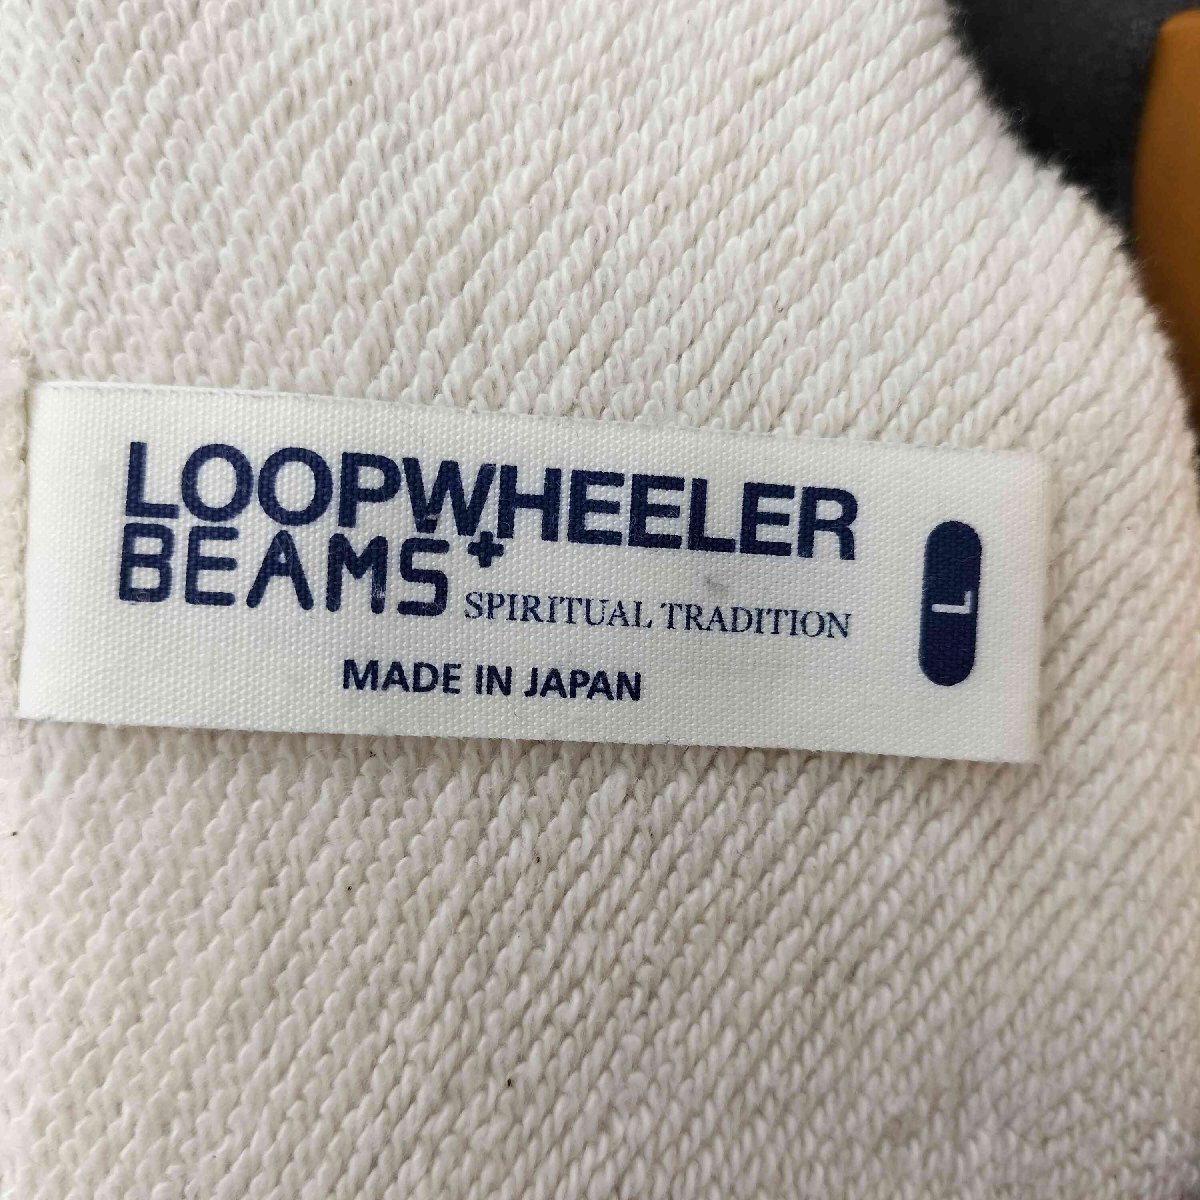 LOOPWHEELER
BEAMS+
SPIRITUAL TRADITION
MADE IN JAPAN
L